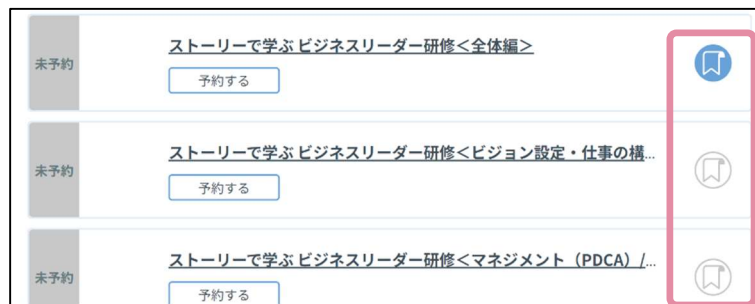 ストーリーで学ぶ ビジネスリーダー研修＜全体編＞
未予約
予約する
ストーリーで学ぶ ビジネスリーダー研修＜ビジョン設定・仕事の構...
未予約
予約する
ストーリーで学ぶ ビジネスリーダー研修＜マネジメント（PDCA）/...
未予約
予約する